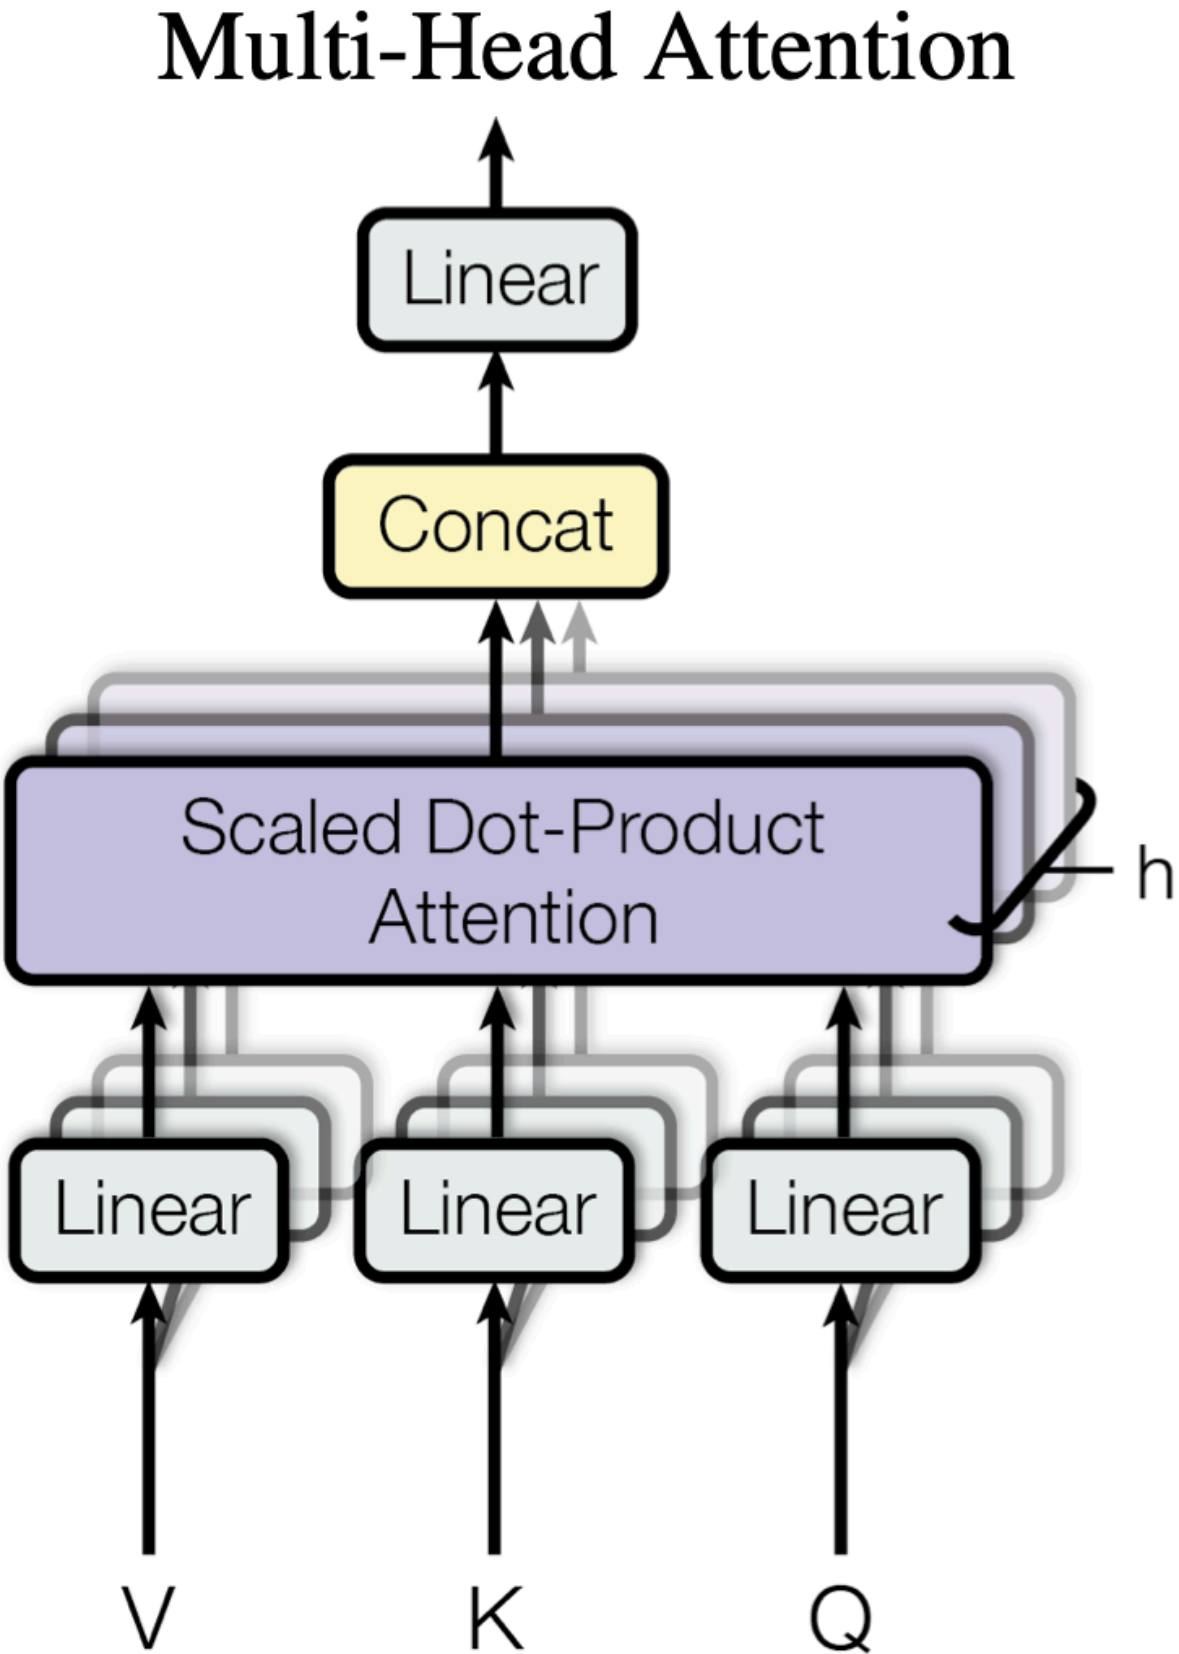 Multi-Head Attention
Linear
Concat
Scaled Dot-Product
Attention
h
Linear Linear Linear
V K Q